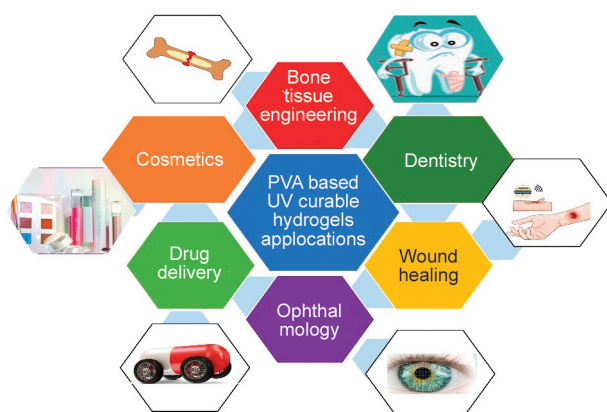 Bone
tissue
engineering
Cosmetics
Dentistry
PVA based
UV curable
hydrogels
applocations
Drug
delivery
Wound
healing
Ophthal
mology